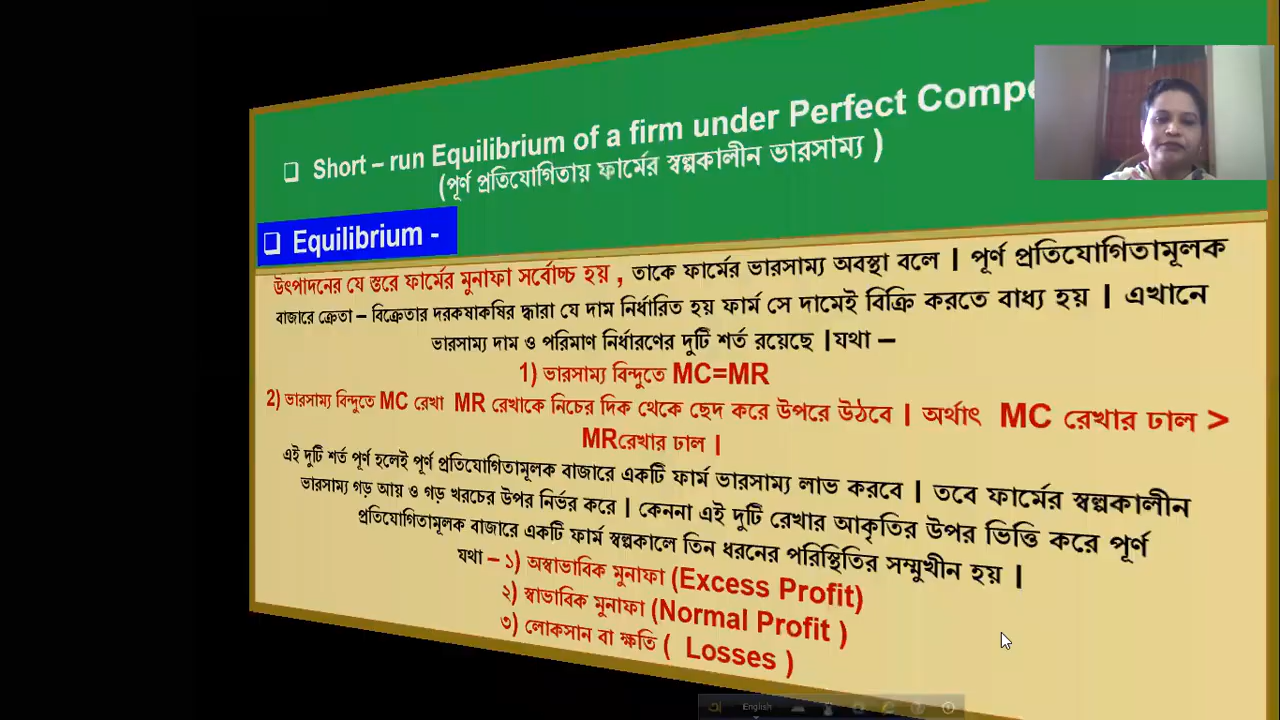 ❑ Short – run Equilibrium of a firm under Perfect Compe
(পূর্ণ প্রতিযোগিতায় ফার্মের স্বল্পকালীন ভারসাম্য )
❑ Equilibrium -
উৎপাদনের যে স্তরে ফার্মের মুনাফা সর্বোচ্চ হয় , তাকে ফার্মের ভারসাম্য অবস্থা বলে | পূর্ণ প্রতিযোগিতামূলক
বাজারে ক্রেতা – বিক্রেতার দরকষাকষির দ্বারা যে দাম নির্ধারিত হয় ফার্ম সে দামেই বিক্রি করতে বাধ্য হয় | এখানে
ভারসাম্য দাম ও পরিমাণ নির্ধারণের দুটি শর্ত রয়েছে |যথা –
1) ভারসাম্য বিন্দুতে MC=MR
2) ভারসাম্য বিন্দুতে MC রেখা MR রেখাকে নিচের দিক থেকে ছেদ করে উপরে উঠবে | অর্থাৎ MC রেখার ঢাল >
MRরেখার ঢাল |
এই দুটি শর্ত পূর্ণ হলেই পূর্ণ প্রতিযোগিতামূলক বাজারে একটি ফার্ম ভারসাম্য লাভ করবে | তবে ফার্মের স্বল্পকালীন
ভারসাম্য গড় আয় ও গড় খরচের উপর নির্ভর করে | কেননা এই দুটি রেখার আকৃতির উপর ভিত্তি করে পূর্ণ
প্রতিযোগিতামূলক বাজারে একটি ফার্ম স্বল্পকালে তিন ধরনের পরিস্থিতির সম্মুখীন হয় |
যথা – ১) অস্বাভাবিক মুনাফা (Excess Profit)
২) স্বাভাবিক মুনাফা (Normal Profit )
৩) লোকসান বা ক্ষতি ( Losses )
English